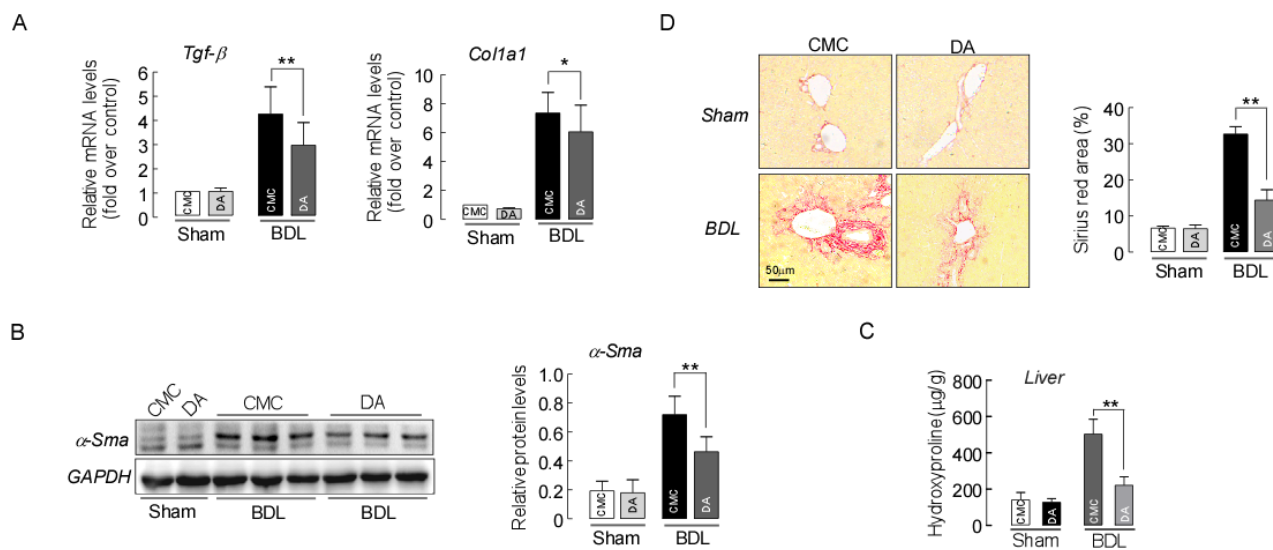 A
Tgf-β
Relative mRNA levels
(fold over control)
6
5
4
3
2
1
0
**
CMC
DA
CMC
DA
Sham
BDL
Col1a1
Relative mRNA levels
(fold over control)
10
8
6
4
2
0
*
CMC
DA
CMC
DA
Sham
BDL
D
CMC
DA
Sham
BDL
50μm
Sirius red area (%)
40
30
20
10
0
**
CMC
DA
CMC
DA
Sham
BDL
B
CMC
DA
CMC
DA
α-Sma
GAPDH
Sham
BDL
BDL
α-Sma
Relative protein levels
1.0
0.8
0.6
0.4
0.2
0.0
**
CMC
DA
CMC
DA
Sham
BDL
C
Liver
Hydroxyproline (μg/g)
800
600
400
200
0
**
CMC
DA
CMC
DA
Sham
BDL